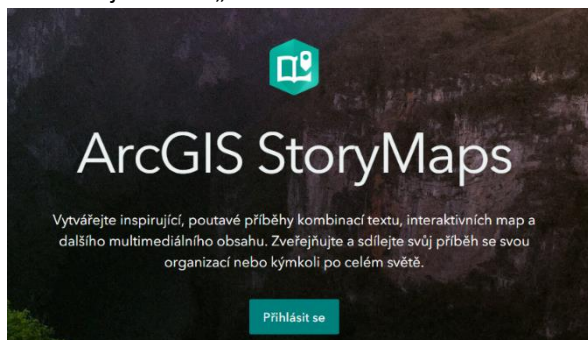 ArcGIS StoryMaps
Vytvářejte inspirující, poutavé příběhy kombinací textu, interaktivních map a
dalšího multimediálního obsahu. Zveřejňujte a sdílejte svůj příběh se svou
organizací nebo kýmkoli po celém světě.
Přihlásit se